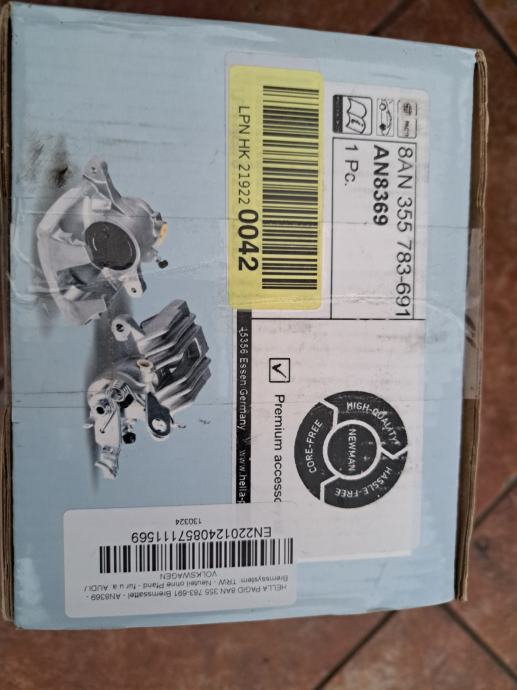 8AN 355 783-691
AN8369
1 Pc.
LPN HK 21922 0042
45356 Essen Germany
www.hella-p
Premium accesso
HIGH-QUALITY
HASSLE-FREE
CORE-FREE
NEWMAN
HELLA PAGID 8AN 355 783-691 Bremssattel - AN8369 -
Bremssystem: TRW - Neuteil ohne Pfand - für u.a. AUDI /
VOLKSWAGEN
EN220124085711569
130324